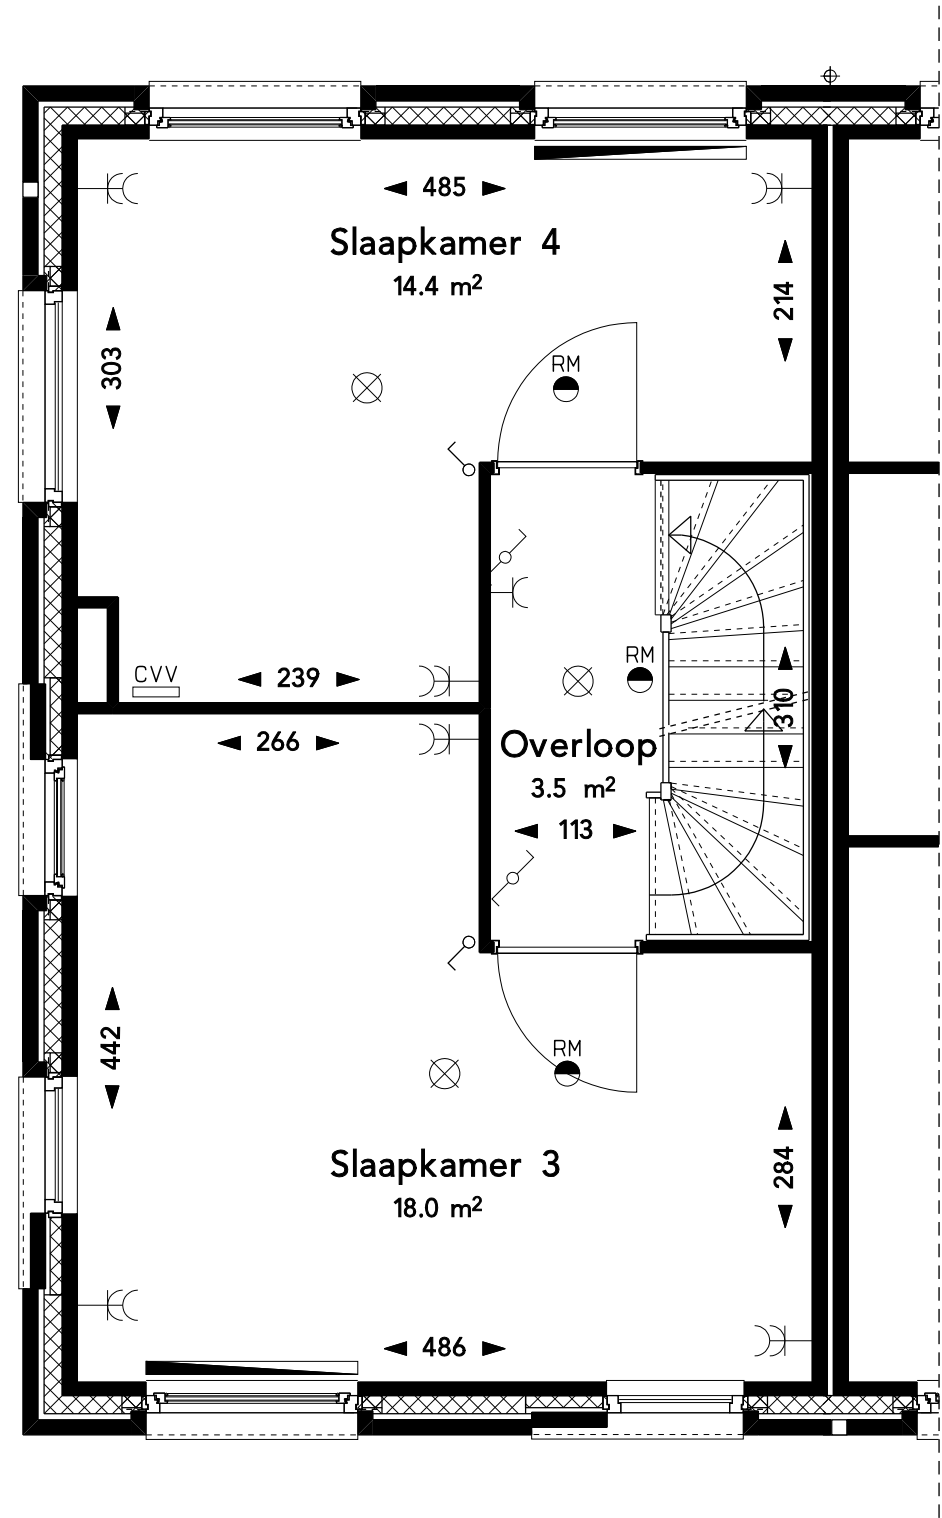 485
Slaapkamer 4
14.4 m²
214
303
RM
CVV
239
RM
310
266
Overloop
3.5 m²
113
442
RM
Slaapkamer 3
18.0 m²
284
486